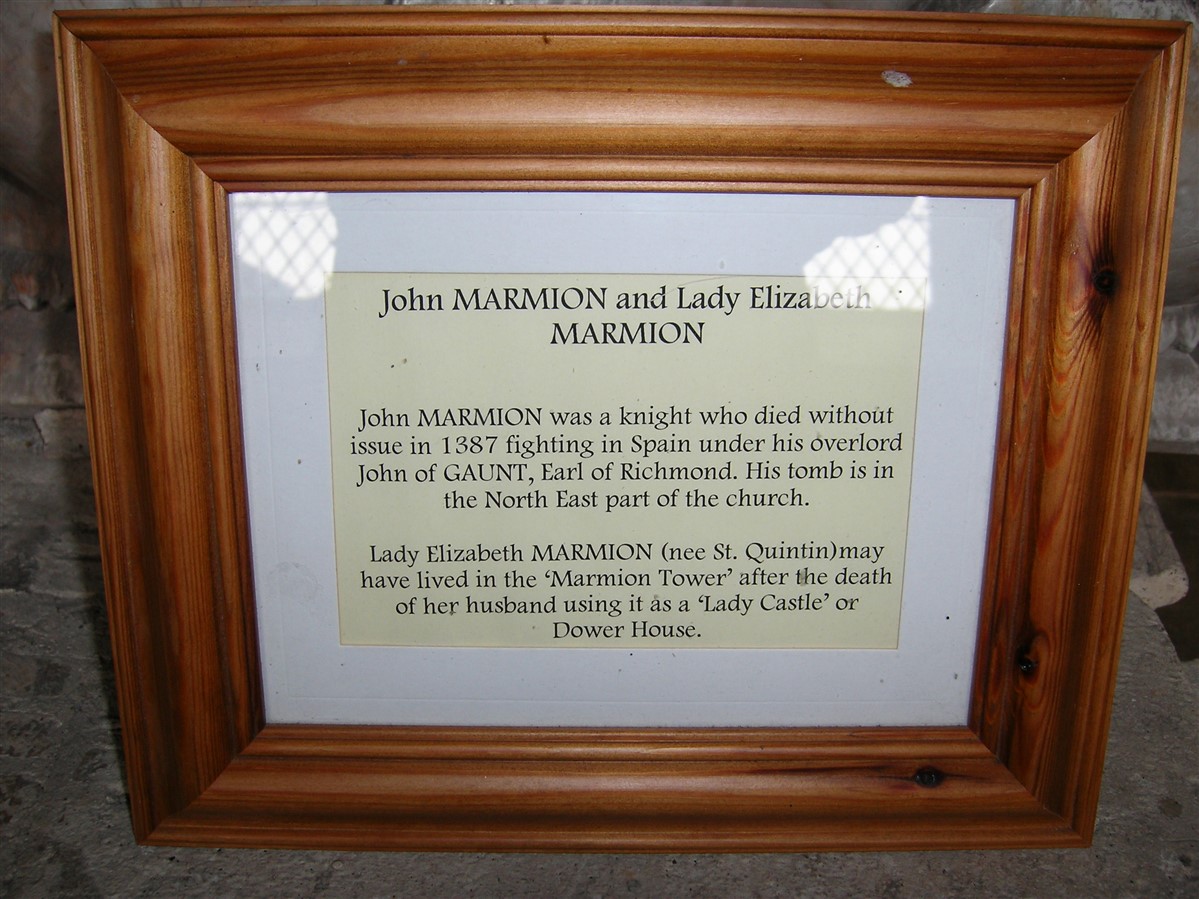 John MARMION and Lady Elizabeth
MARMION
John MARMION was a knight who died without
issue in 1387 fighting in Spain under his overlord
John of GAUNT, Earl of Richmond. His tomb is in
the North East part of the church.
Lady Elizabeth MARMION (nee St. Quintin)may
have lived in the ‘Marmion Tower’ after the death
of her husband using it as a ‘Lady Castle’ or
Dower House.